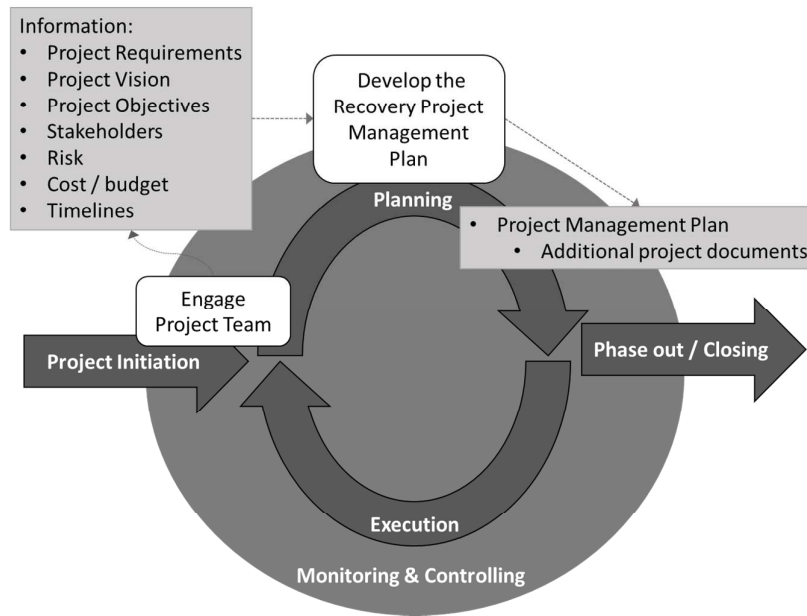 Information:
• Project Requirements
• Project Vision
• Project Objectives
• Stakeholders
• Risk
• Cost / budget
• Timelines
Develop the
Recovery Project
Management
Plan
Planning
• Project Management Plan
• Additional project documents
Engage
Project Team
Project Initiation
Phase out / Closing
Execution
Monitoring & Controlling